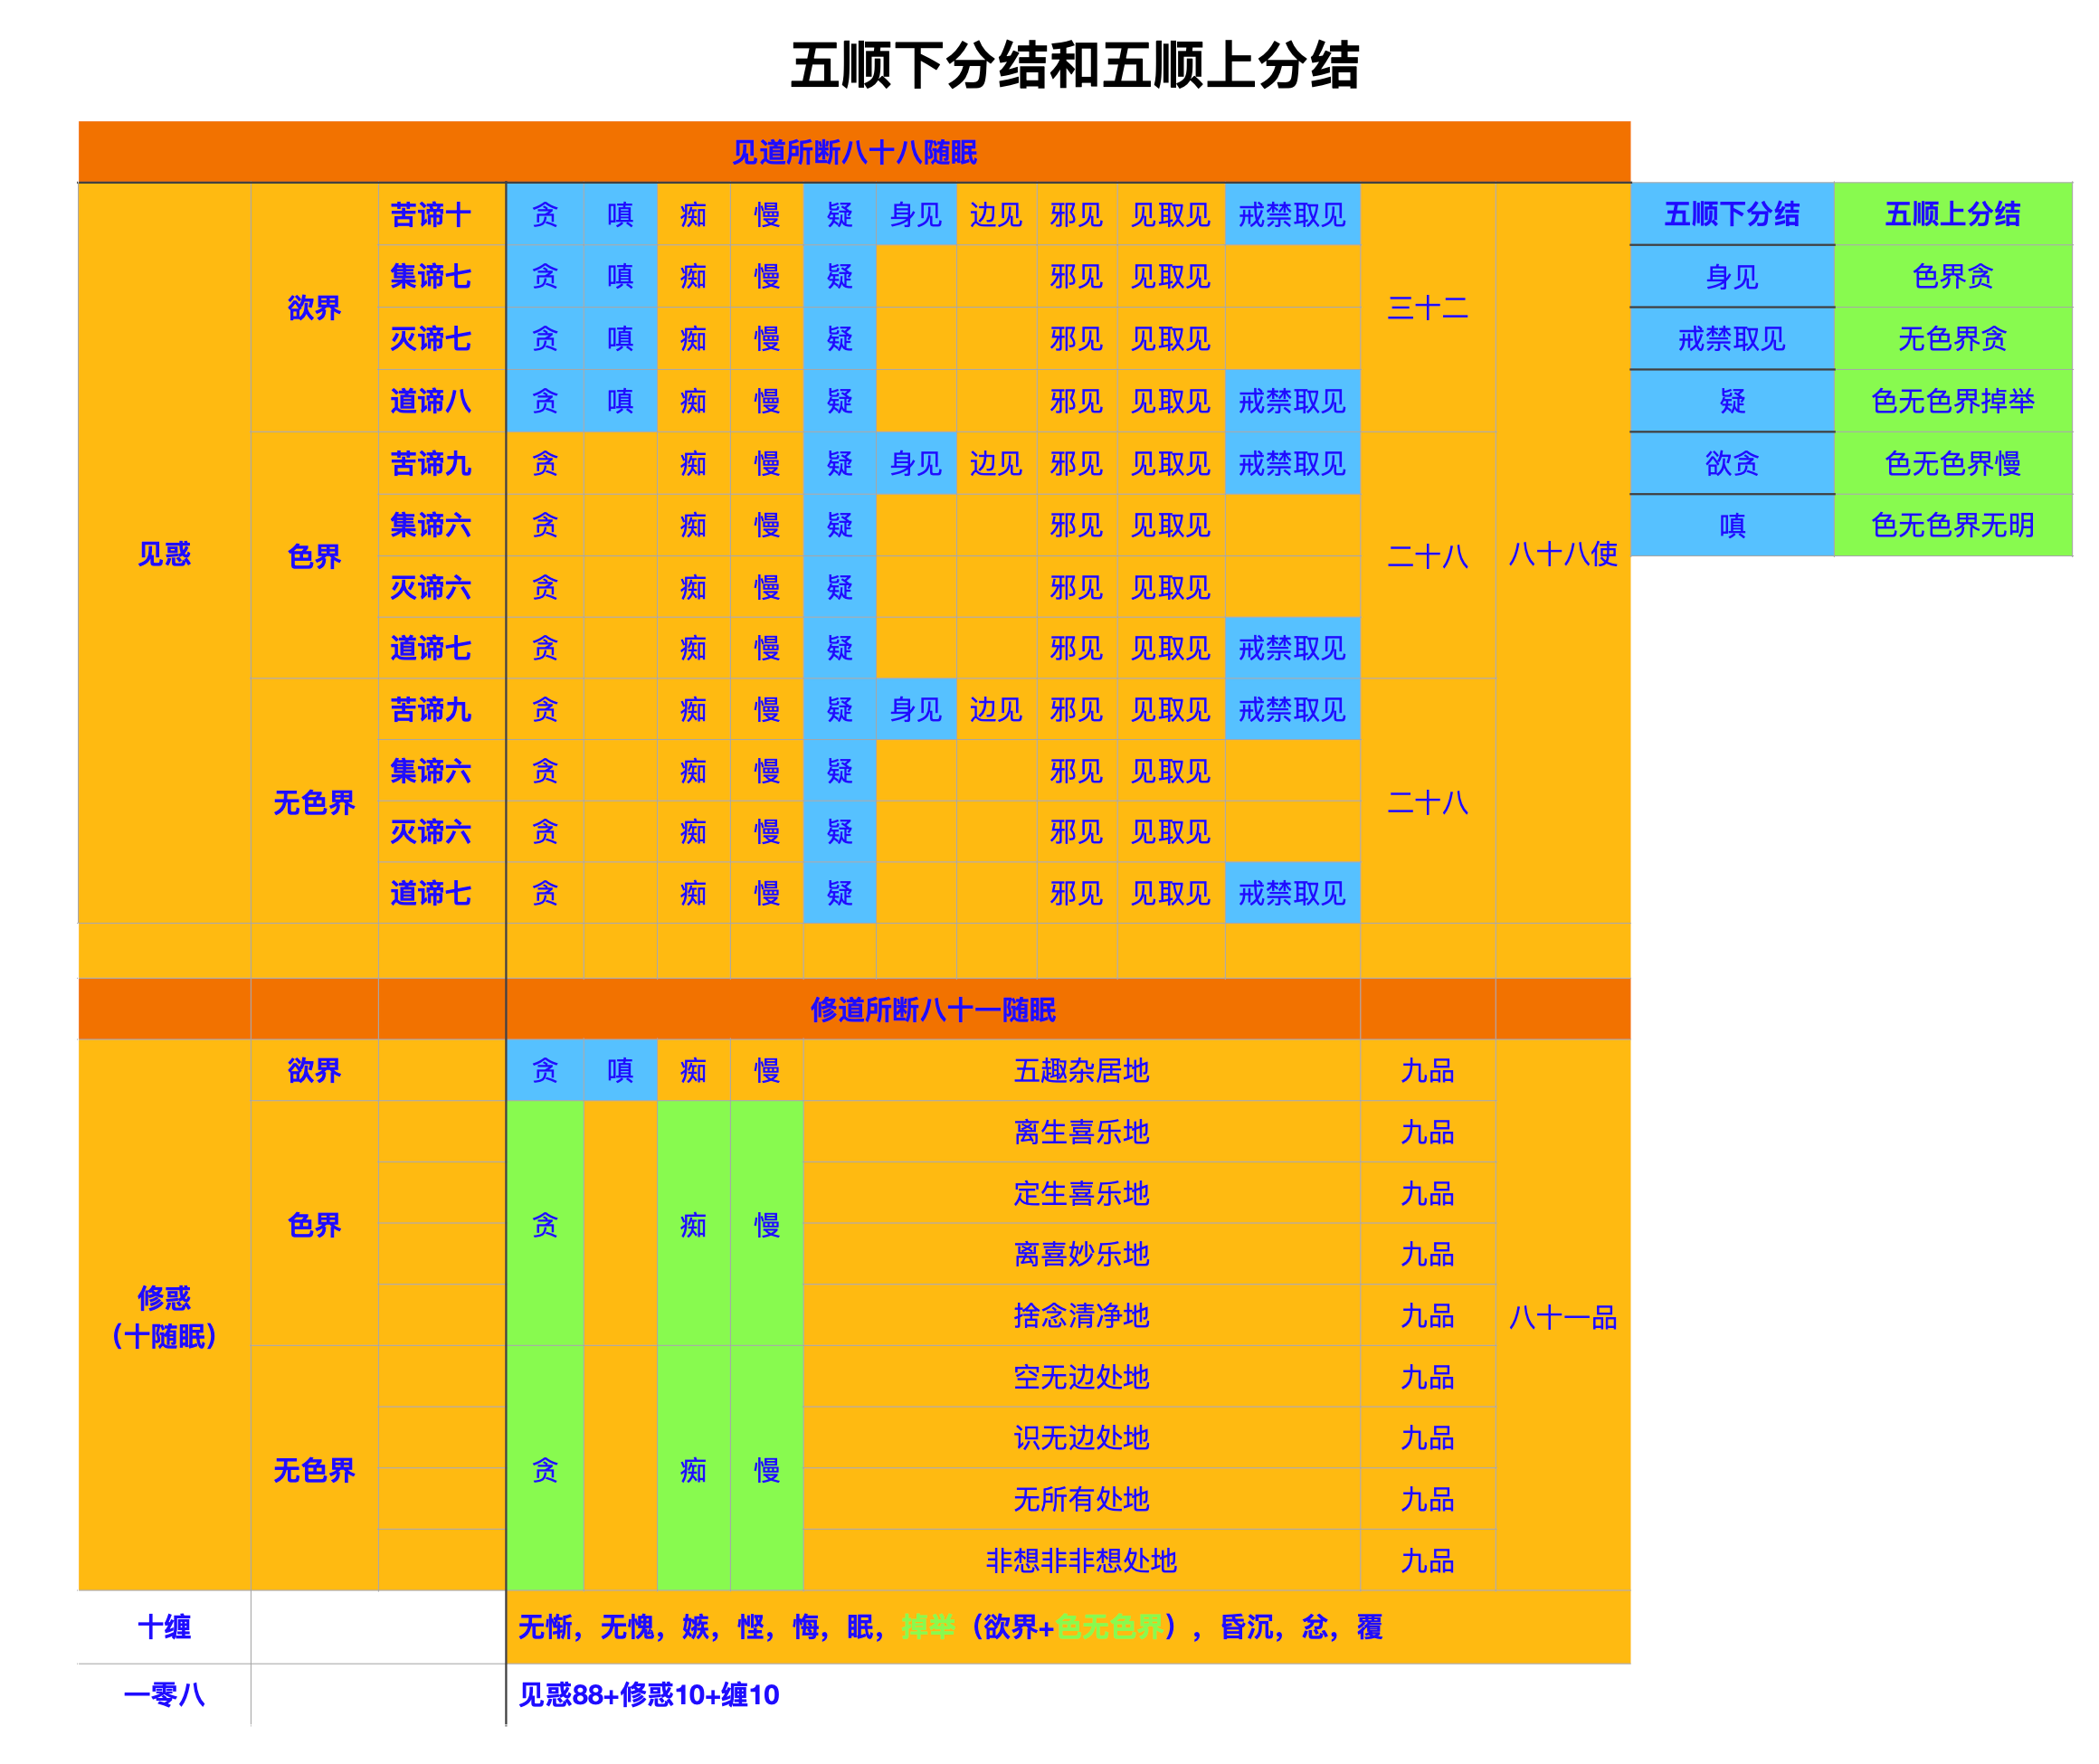 五顺下分结和五顺上分结
见道所断八十八随眠
苦谛十 贪 嗔 痴 慢 疑 身见 边见 邪见 见取见 戒禁取见 五顺下分结 五顺上分结
集谛七 贪 嗔 痴 慢 疑 邪见 见取见 身见 色界贪
欲界 三十二
灭谛七 贪 嗔 痴 慢 疑 邪见 见取见 戒禁取见 无色界贪
道谛八 贪 嗔 痴 慢 疑 邪见 见取见 戒禁取见 疑 色无色界掉举
苦谛九 贪 痴 慢 疑 身见 边见 邪见 见取见 戒禁取见 欲贪 色无色界慢
集谛六 贪 痴 慢 疑 邪见 见取见 嗔 色无色界无明
见惑 色界 二十八 八十八使
灭谛六 贪 痴 慢 疑 邪见 见取见
道谛七 贪 痴 慢 疑 邪见 见取见 戒禁取见
苦谛九 贪 痴 慢 疑 身见 边见 邪见 见取见 戒禁取见
集谛六 贪 痴 慢 疑 邪见 见取见
无色界 二十八
灭谛六 贪 痴 慢 疑 邪见 见取见
道谛七 贪 痴 慢 疑 邪见 见取见 戒禁取见
修道所断八十一随眠
欲界 贪 嗔 痴 慢 五趣杂居地 九品
离生喜乐地 九品
定生喜乐地 九品
色界 贪 痴 慢
离喜妙乐地 九品
修惑
捨念清净地 九品 八十一品
（十随眠）
空无边处地 九品
识无边处地 九品
无色界 贪 痴 慢
无所有处地 九品
非想非非想处地 九品
十缠 无惭，无愧，嫉，悭，悔，眠，掉举（欲界+色无色界），昏沉，忿，覆
一零八 见惑88+修惑10+缠10